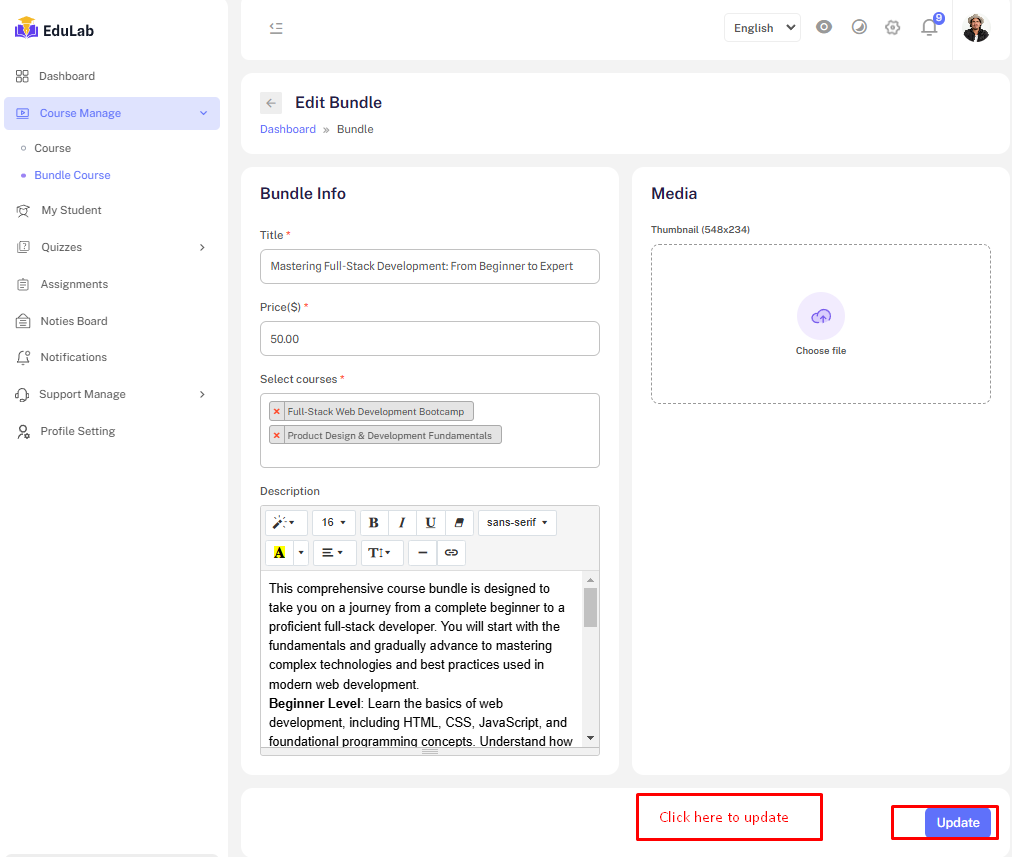 EduLab
Dashboard
Course Manage
Course
Bundle Course
My Student
Quizzes
Assignments
Noties Board
Notifications
Support Manage
Profile Setting
English
9
Edit Bundle
Dashboard » Bundle
Bundle Info
Title *
Mastering Full-Stack Development: From Beginner to Expert
Price($) *
50.00
Select courses *
× Full-Stack Web Development Bootcamp
× Product Design & Development Fundamentals
Description
16 B I U sans-serif
A TI
This comprehensive course bundle is designed to
take you on a journey from a complete beginner to a
proficient full-stack developer. You will start with the
fundamentals and gradually advance to mastering
complex technologies and best practices used in
modern web development.
Beginner Level: Learn the basics of web
development, including HTML, CSS, JavaScript, and
foundational programming concepts. Understand how
Media
Thumbnail (548x234)
Choose file
Click here to update
Update